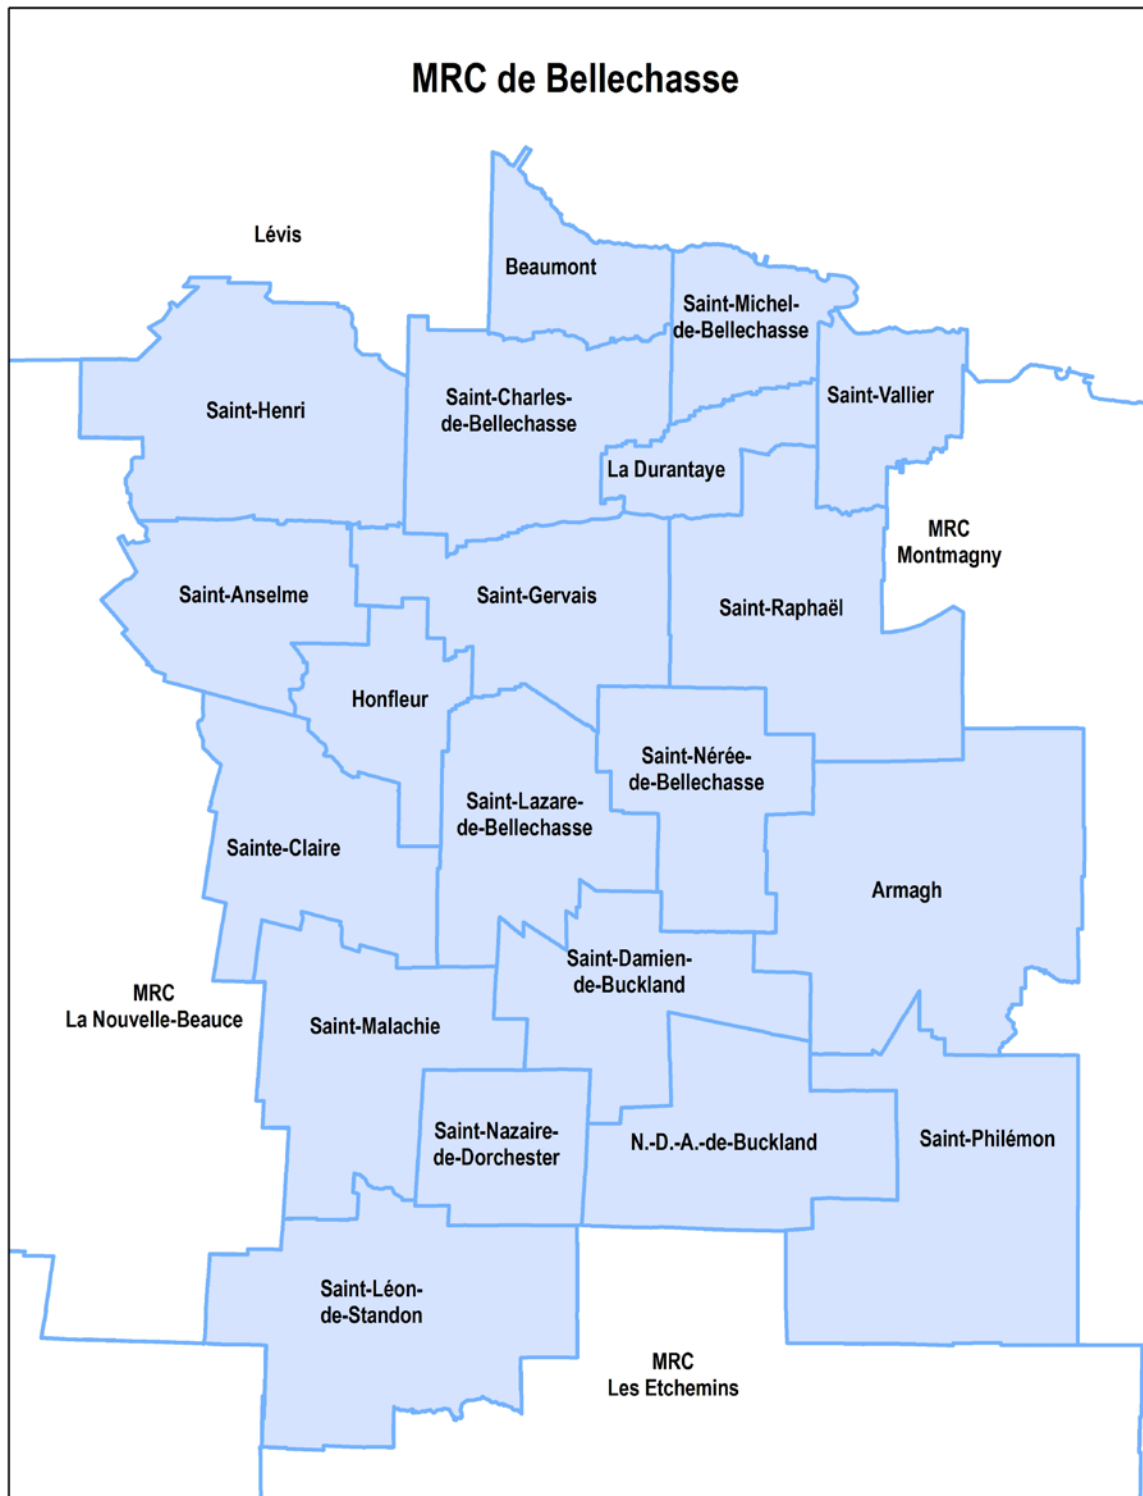 MRC de Bellechasse
Lévis
Beaumont
Saint-Michel-
de-Bellechasse
Saint-Henri
Saint-Charles-
de-Bellechasse
Saint-Vallier
La Durantaye
MRC
Montmagny
Saint-Anselme
Saint-Gervais
Saint-Raphaël
Honfleur
Saint-Nérée-
de-Bellechasse
Saint-Lazare-
de-Bellechasse
Sainte-Claire
Armagh
Saint-Damien-
de-Buckland
MRC
La Nouvelle-Beauce
Saint-Malachie
Saint-Nazaire-
de-Dorchester
N.-D.-A.-de-Buckland
Saint-Philémon
Saint-Léon-
de-Standon
MRC
Les Etchemins